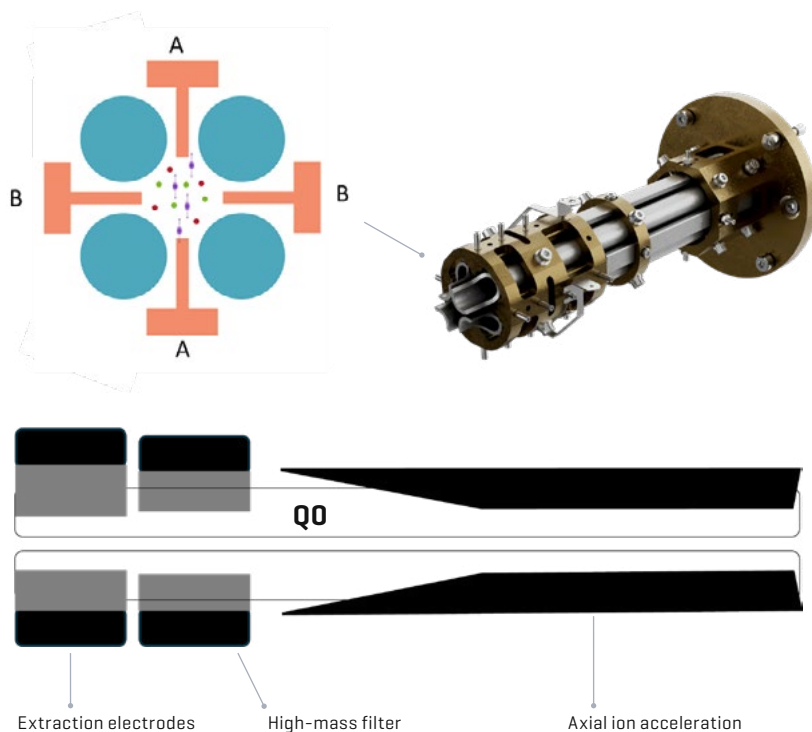 A
B
B
A
Q0
Extraction electrodes
High-mass filter
Axial ion acceleration